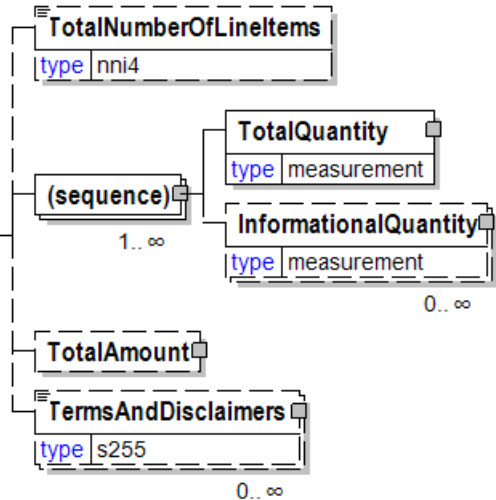 TotalNumberOfLineItems
type nni4
TotalQuantity
type measurement
(sequence)
1.. ∞
InformationalQuantity
type measurement
0.. ∞
TotalAmount
TermsAndDisclaimers
type s255
0.. ∞